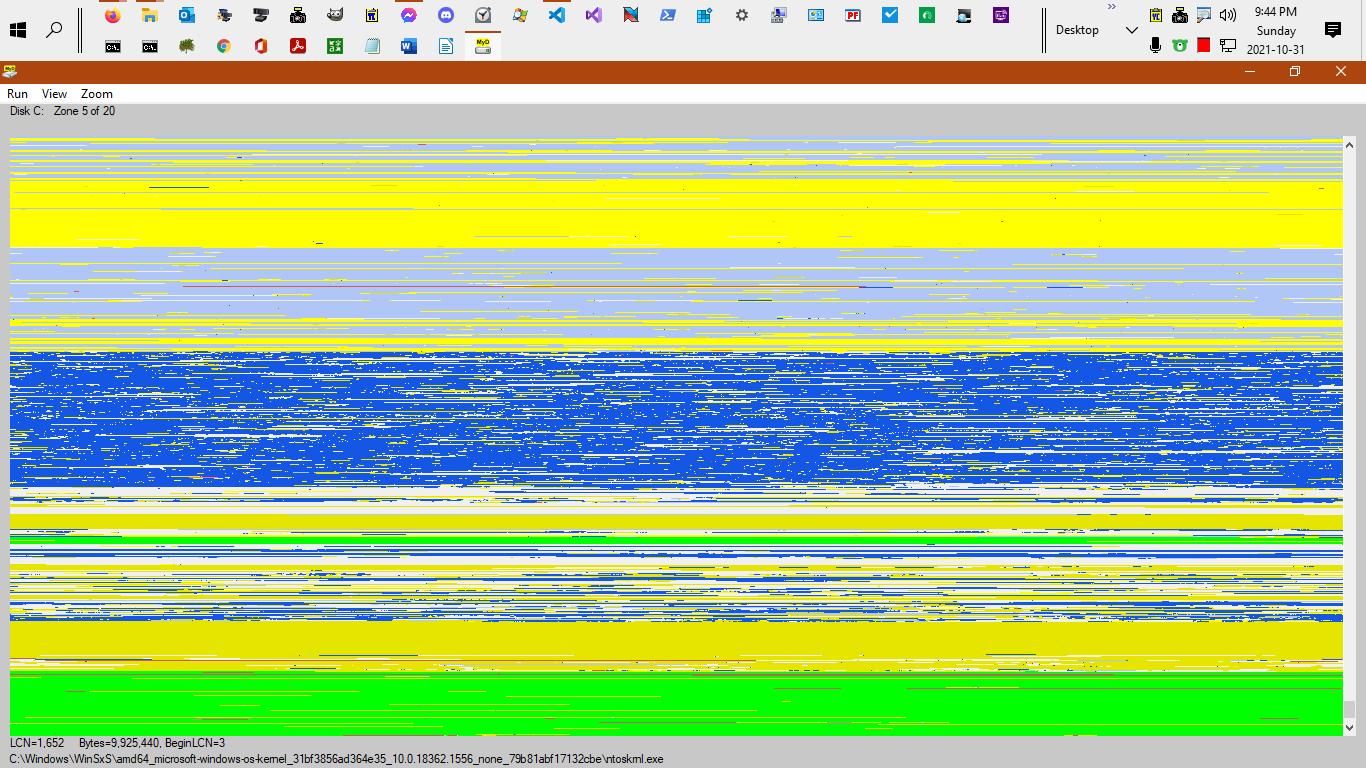 9:44 PM
Desktop
Sunday
2021-10-31
MyD
Run View Zoom
Disk C: Zone 5 of 20
LCN=1,652 Bytes=9,925,440, BeginLCN=3
C:\Windows\WinSxS\amd64_microsoft-windows-os-kernel_31bf3856ad364e35_10.0.18362.1556_none_79b81abf17132cbe\ntoskrnl.exe